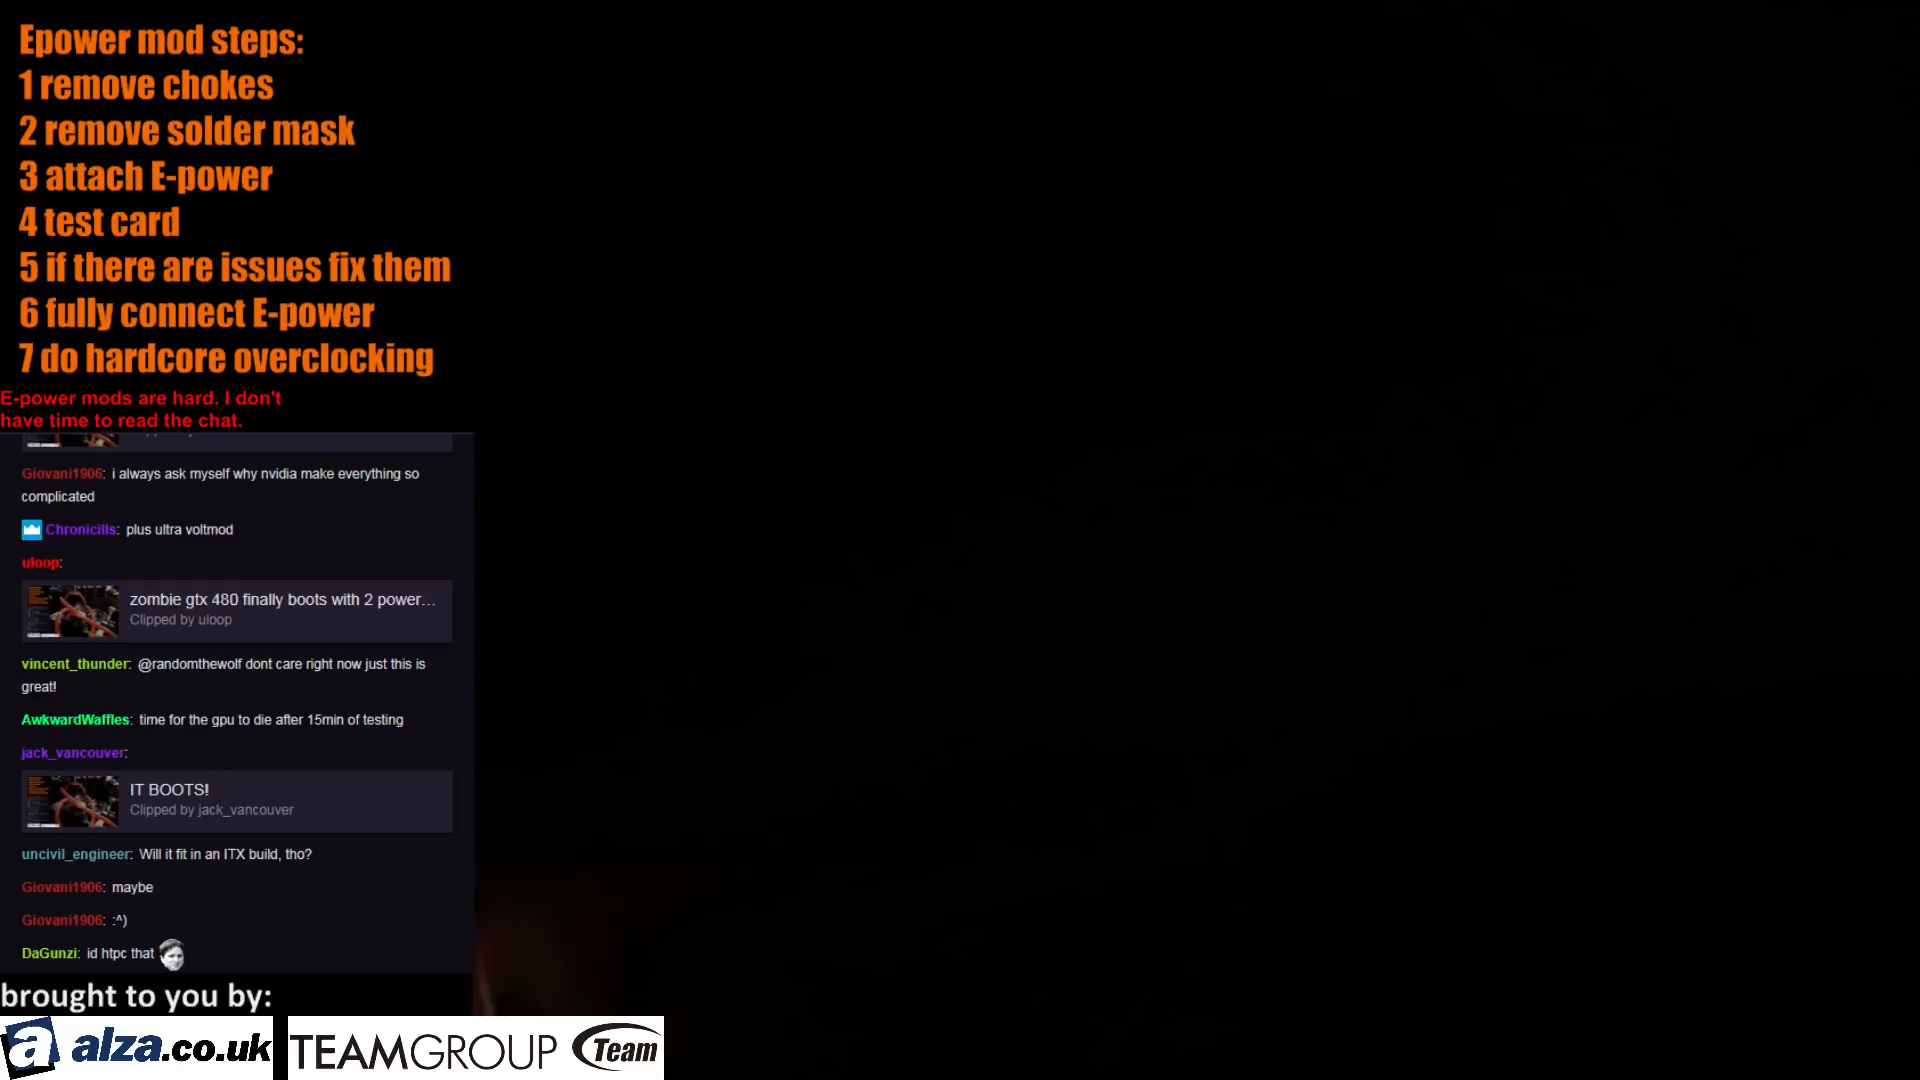 Epower mod steps:
1 remove chokes
2 remove solder mask
3 attach E-power
4 test card
5 if there are issues fix them
6 fully connect E-power
7 do hardcore overclocking
E-power mods are hard. I don't
have time to read the chat.
Giovani1906: i always ask myself why nvidia make everything so
complicated
Chronicills: plus ultra voltmod
uloop:
zombie gtx 480 finally boots with 2 power...
Clipped by uloop
vincent_thunder: @randomthewolf dont care right now just this is
great!
AwkwardWaffles: time for the gpu to die after 15min of testing
jack_vancouver:
IT BOOTS!
Clipped by jack_vancouver
uncivil_engineer: Will it fit in an ITX build, tho?
Giovani1906: maybe
Giovani1906: :^)
DaGunzi: id htpc that
brought to you by:
a alza.co.uk TEAMGROUP Team